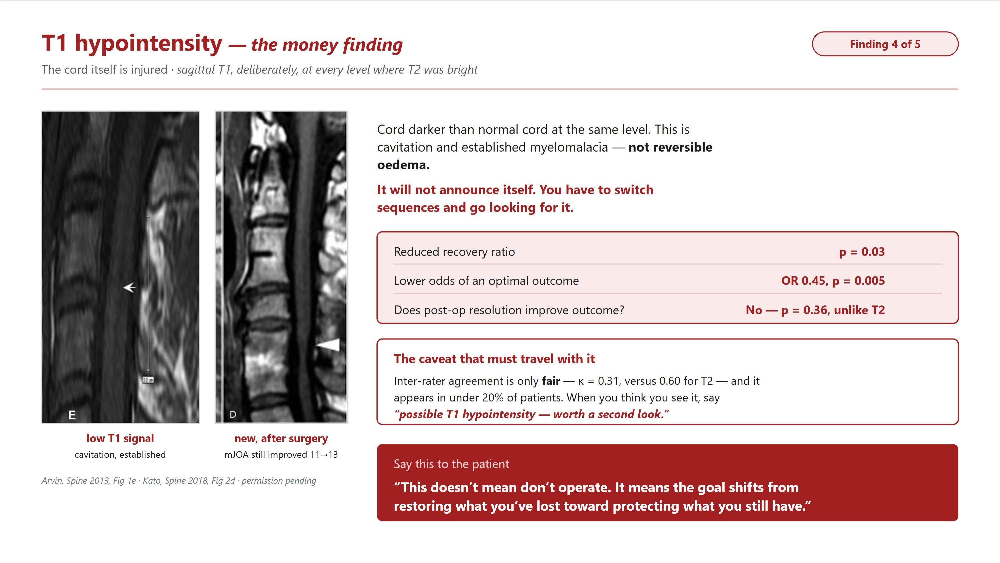 T1 hypointensity — the money finding
Finding 4 of 5
The cord itself is injured · sagittal T1, deliberately, at every level where T2 was bright
E
D
low T1 signal
cavitation, established
new, after surgery
mJOA still improved 11→13
Arvin, Spine 2013, Fig 1e · Kato, Spine 2018, Fig 2d · permission pending
Cord darker than normal cord at the same level. This is
cavitation and established myelomalacia — not reversible
oedema.
It will not announce itself. You have to switch
sequences and go looking for it.
Reduced recovery ratio p = 0.03
Lower odds of an optimal outcome OR 0.45, p = 0.005
Does post-op resolution improve outcome? No — p = 0.36, unlike T2
The caveat that must travel with it
Inter-rater agreement is only fair — κ = 0.31, versus 0.60 for T2 — and it
appears in under 20% of patients. When you think you see it, say
“possible T1 hypointensity — worth a second look.”
Say this to the patient
“This doesn’t mean don’t operate. It means the goal shifts from
restoring what you’ve lost toward protecting what you still have.”